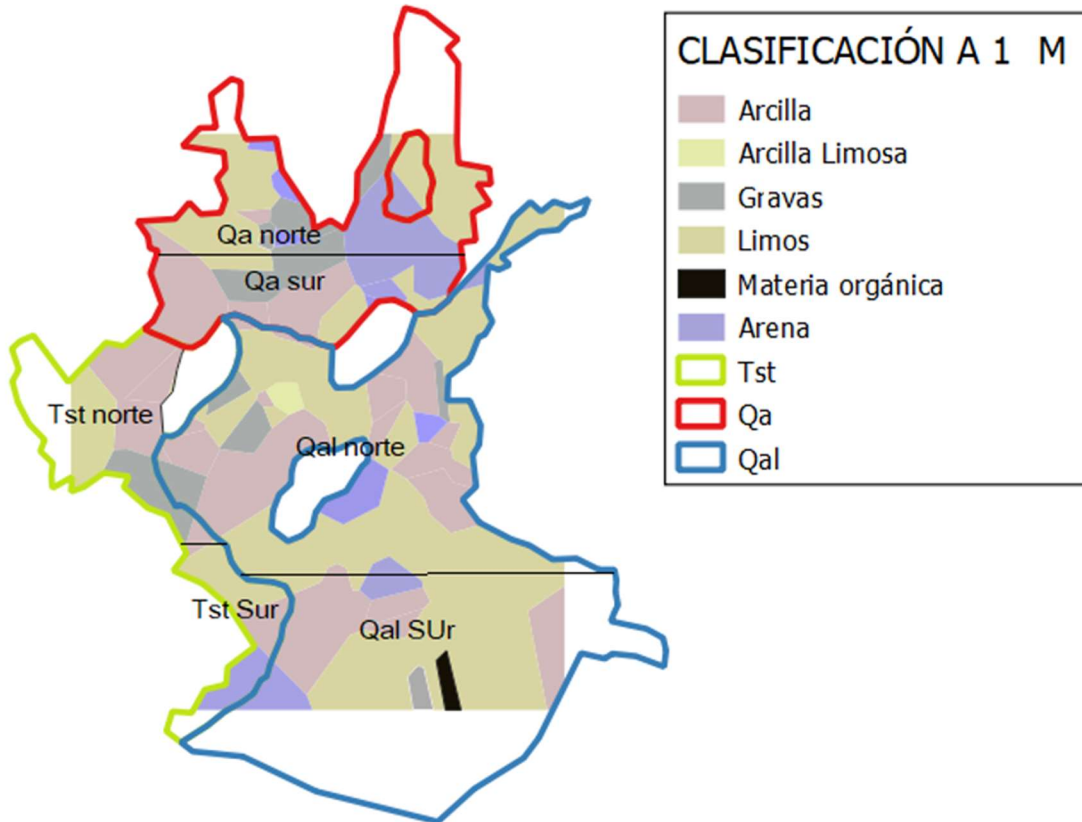 CLASIFICACIÓN A 1 M
Arcilla
Arcilla Limosa
Gravas
Limos
Materia orgánica
Arena
Tst
Qa
Qal
Qa norte
Qa sur
Tst norte
Qal norte
Tst Sur
Qal SUr